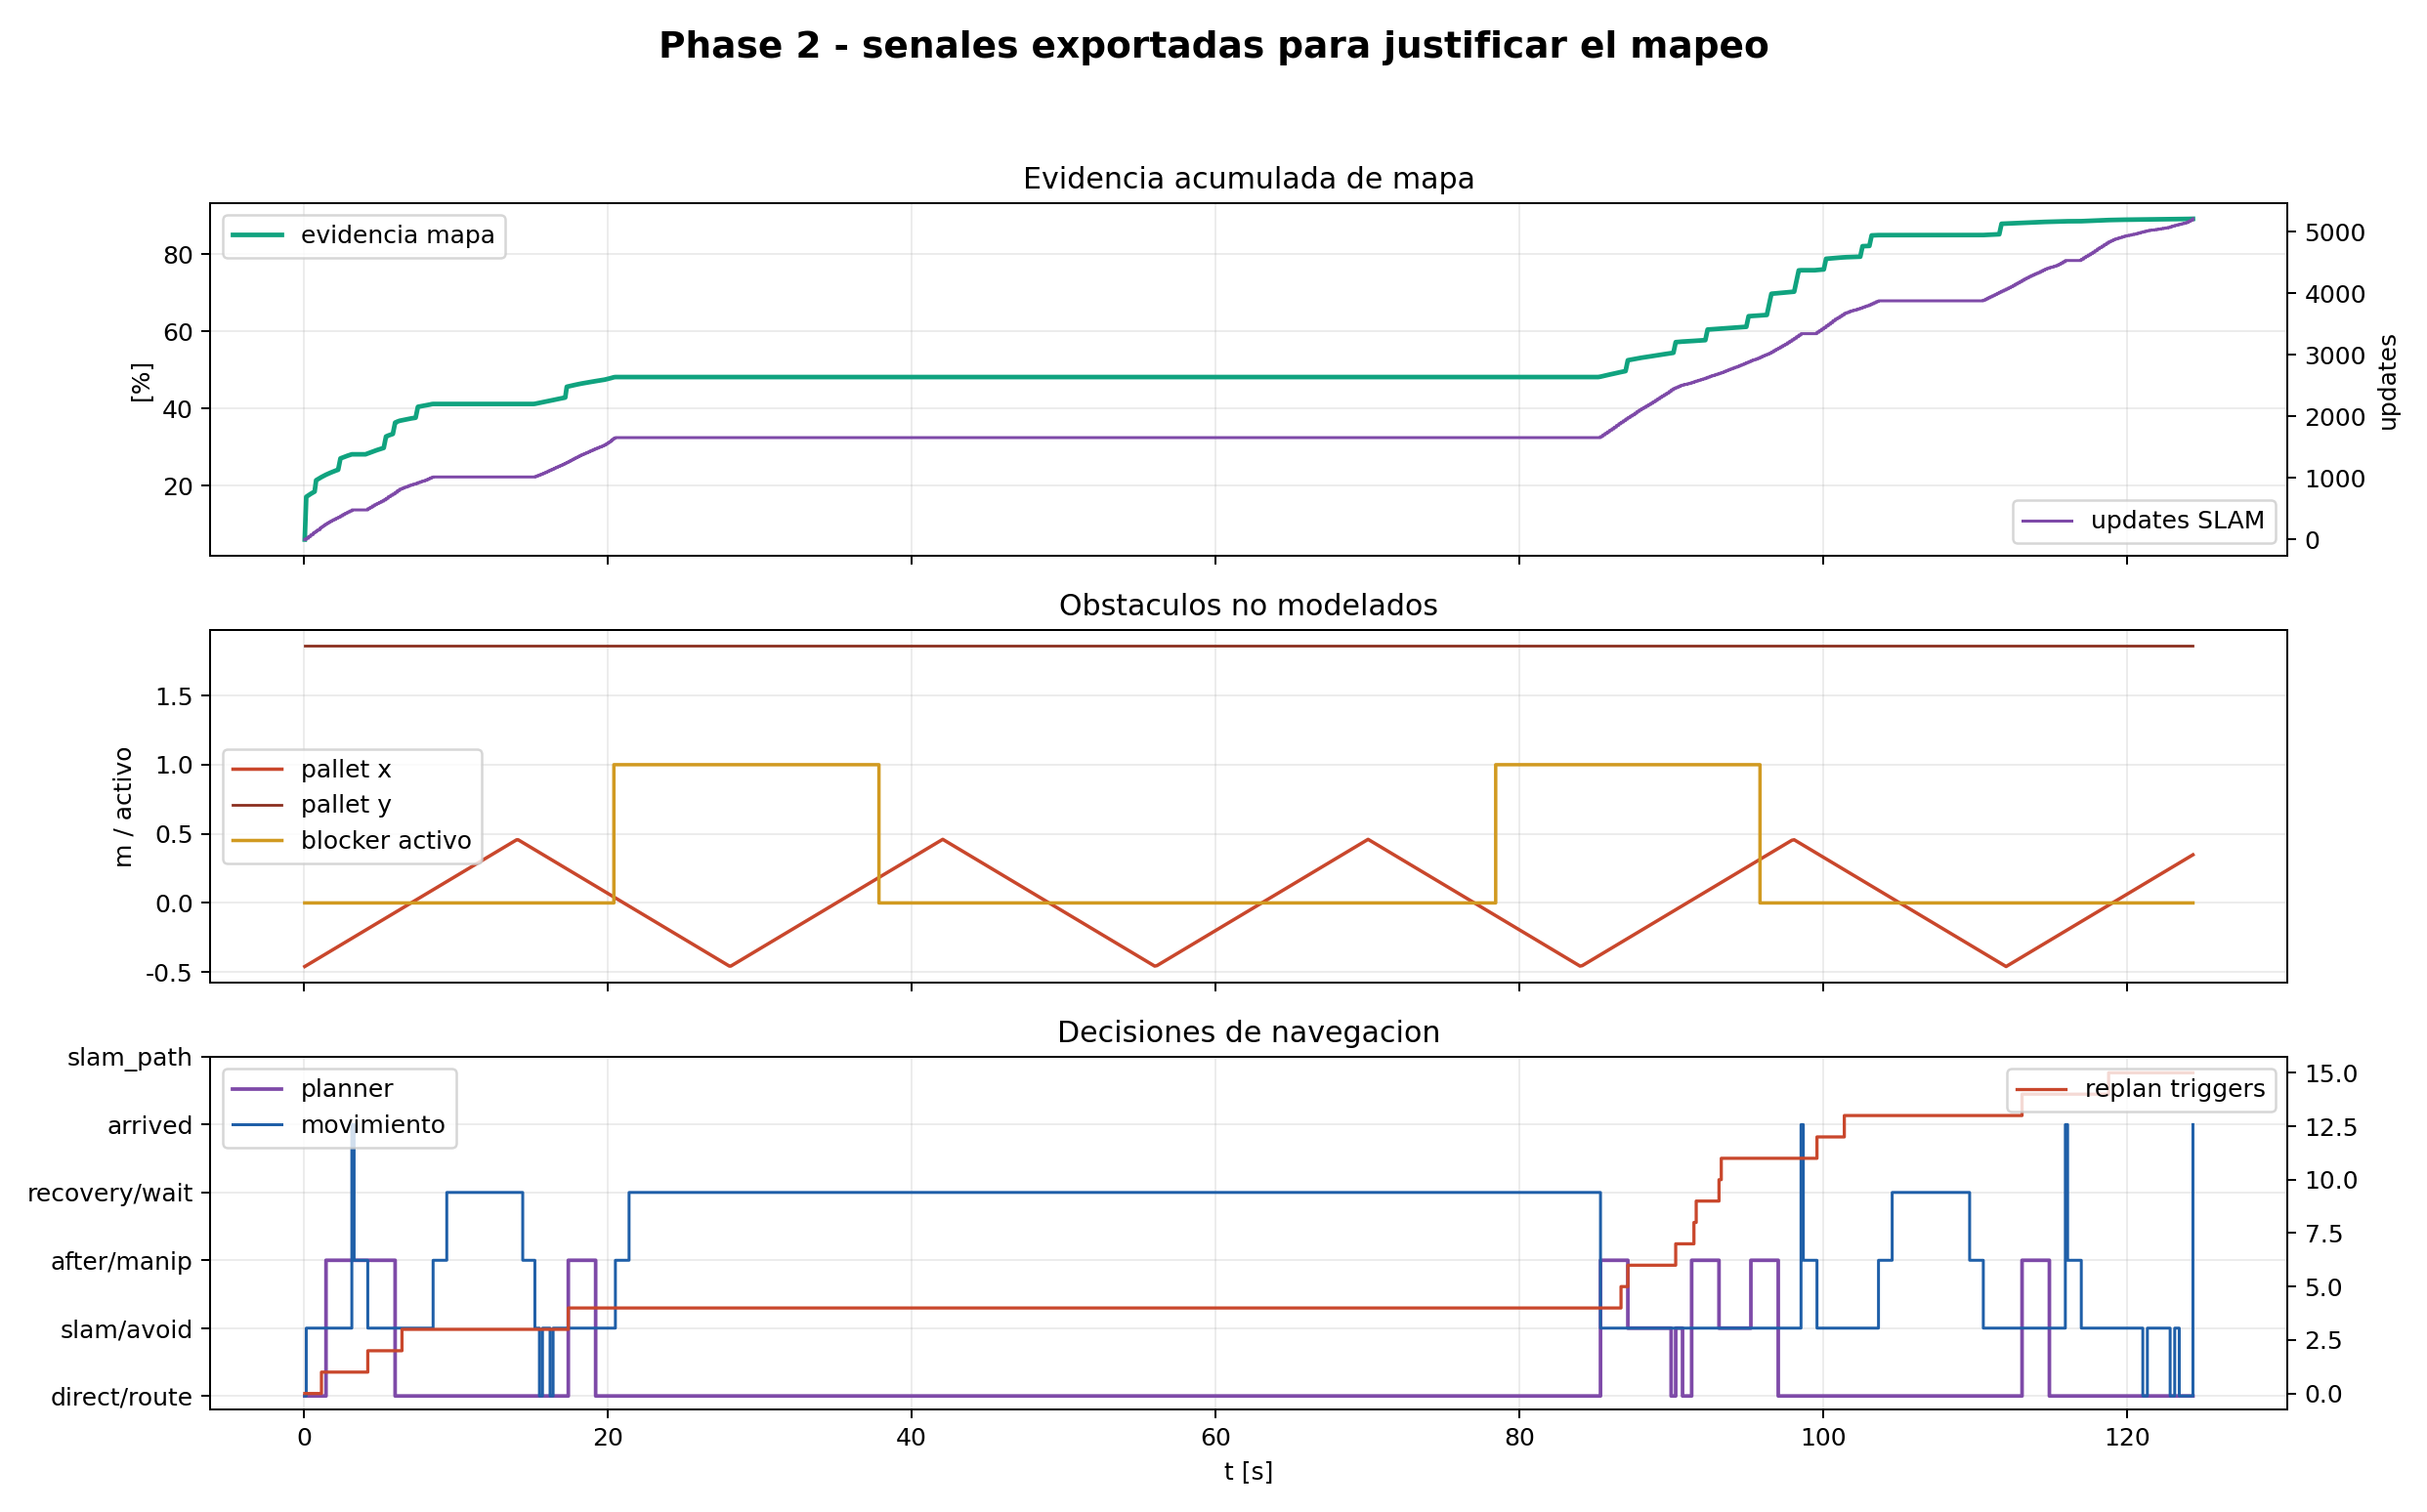 Phase 2 - senales exportadas para justificar el mapeo
Evidencia acumulada de mapa
evidencia mapa
updates SLAM
[%]
80
60
40
20
updates
5000
4000
3000
2000
1000
0
Obstaculos no modelados
m / activo
1.5
1.0
0.5
0.0
-0.5
pallet x
pallet y
blocker activo
Decisiones de navegacion
slam_path
arrived
recovery/wait
after/manip
slam/avoid
direct/route
planner
movimiento
replan triggers
15.0
12.5
10.0
7.5
5.0
2.5
0.0
0
20
40
60
80
100
120
t [s]